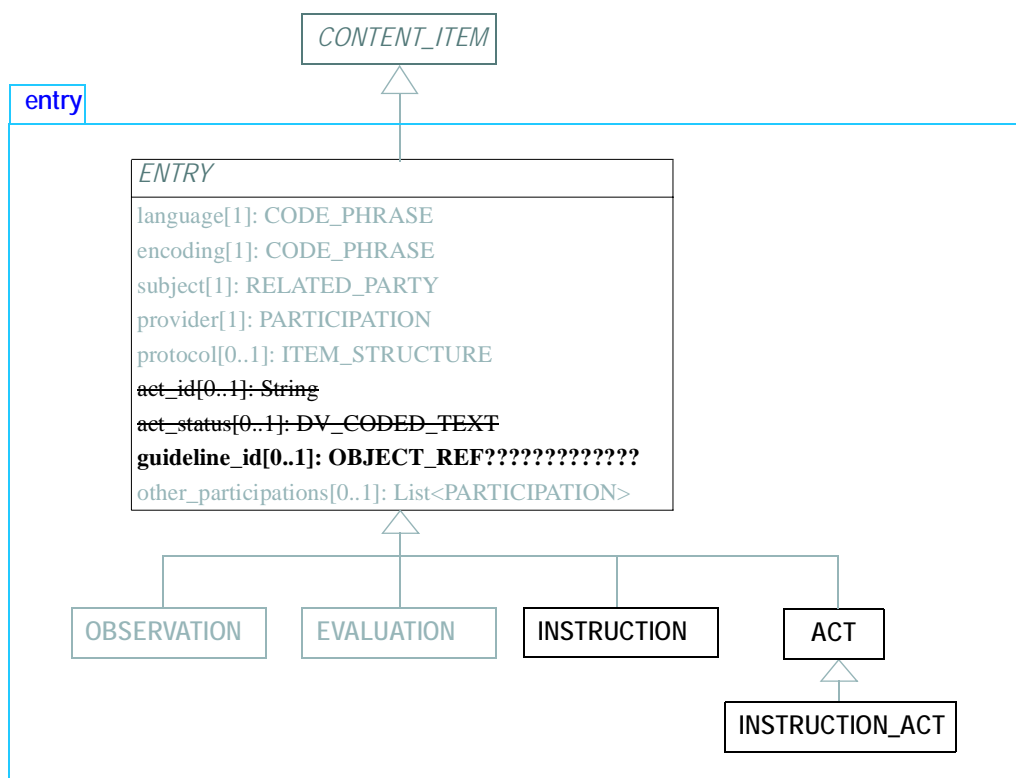 CONTENT_ITEM
entry
ENTRY
language[1]: CODE_PHRASE
encoding[1]: CODE_PHRASE
subject[1]: RELATED_PARTY
provider[1]: PARTICIPATION
protocol[0..1]: ITEM_STRUCTURE
act_id[0..1]: String
act_status[0..1]: DV_CODED_TEXT
guideline_id[0..1]: OBJECT_REF?????????????
other_participations[0..1]: List<PARTICIPATION>
OBSERVATION EVALUATION INSTRUCTION ACT
INSTRUCTION_ACT